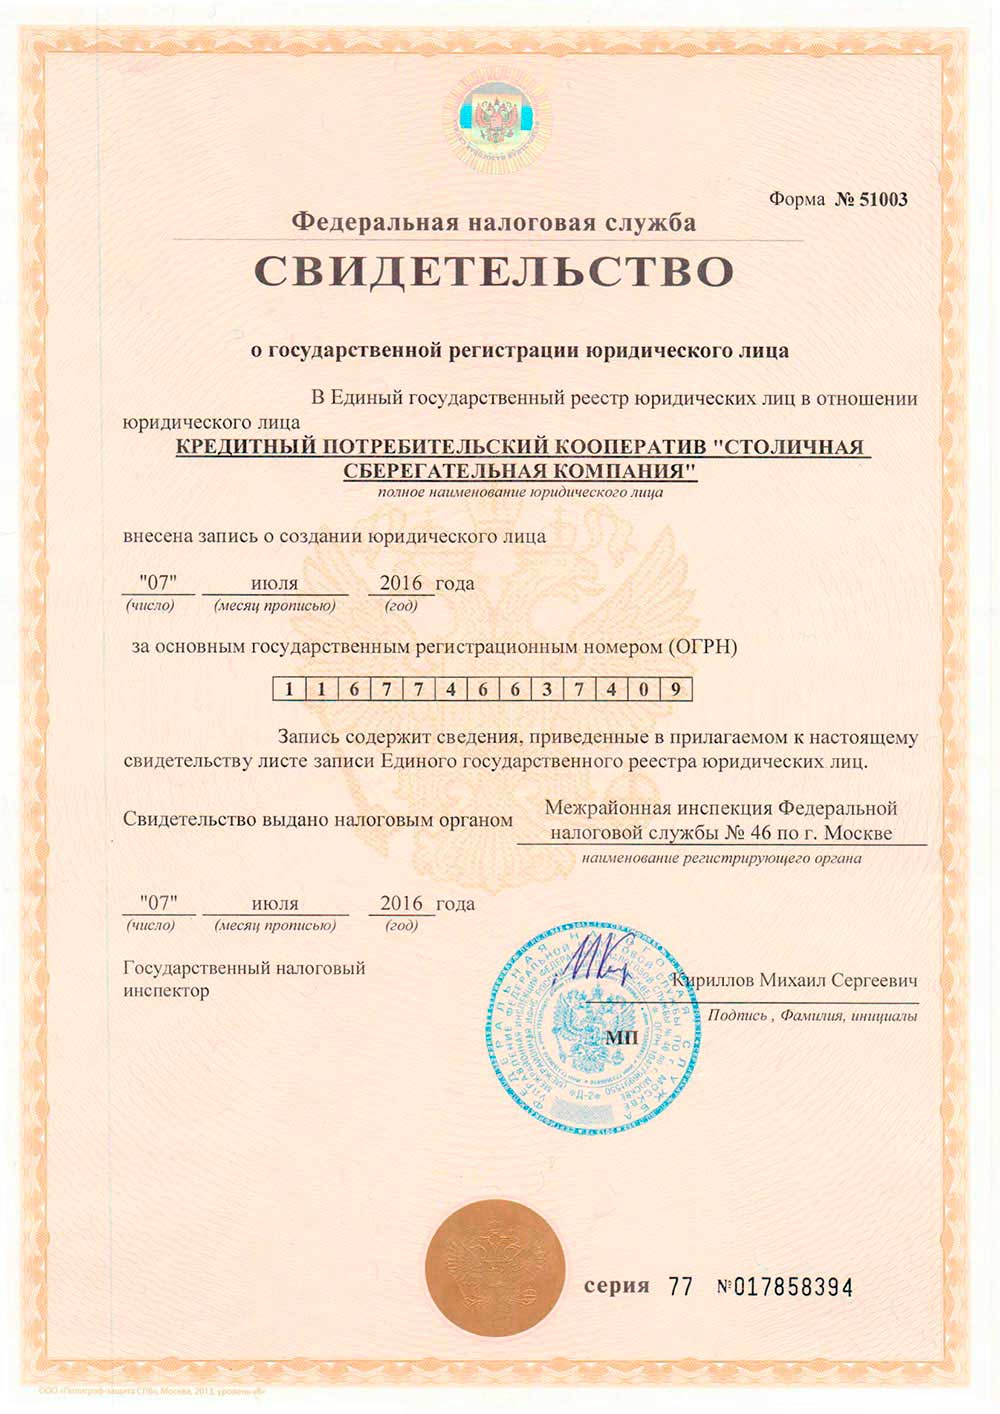 Форма № 51003
Федеральная налоговая служба
СВИДЕТЕЛЬСТВО
о государственной регистрации юридического лица
В Единый государственный реестр юридических лиц в отношении
юридического лица
КРЕДИТНЫЙ ПОТРЕБИТЕЛЬСКИЙ КООПЕРАТИВ "СТОЛИЧНАЯ
СБЕРЕГАТЕЛЬНАЯ КОМПАНИЯ"
полное наименование юридического лица
внесена запись о создании юридического лица
"07" июля 2016 года
(число) (месяц прописью) (год)
за основным государственным регистрационным номером (ОГРН)
1 1 6 7 7 4 6 6 3 7 4 0 9
Запись содержит сведения, приведенные в прилагаемом к настоящему
свидетельству листе записи Единого государственного реестра юридических лиц.
Свидетельство выдано налоговым органом
Межрайонная инспекция Федеральной
налоговой службы № 46 по г. Москве
наименование регистрирующего органа
"07" июля 2016 года
(число) (месяц прописью) (год)
Государственный налоговый
инспектор
Кириллов Михаил Сергеевич
Подпись , Фамилия, инициалы
МП
ФЕДЕРАЛЬНАЯ НАЛОГОВАЯ СЛУЖБА
серия 77 №017858394
ООО «Полиграф-защита СПб», Москва, 2013, уровень «В»